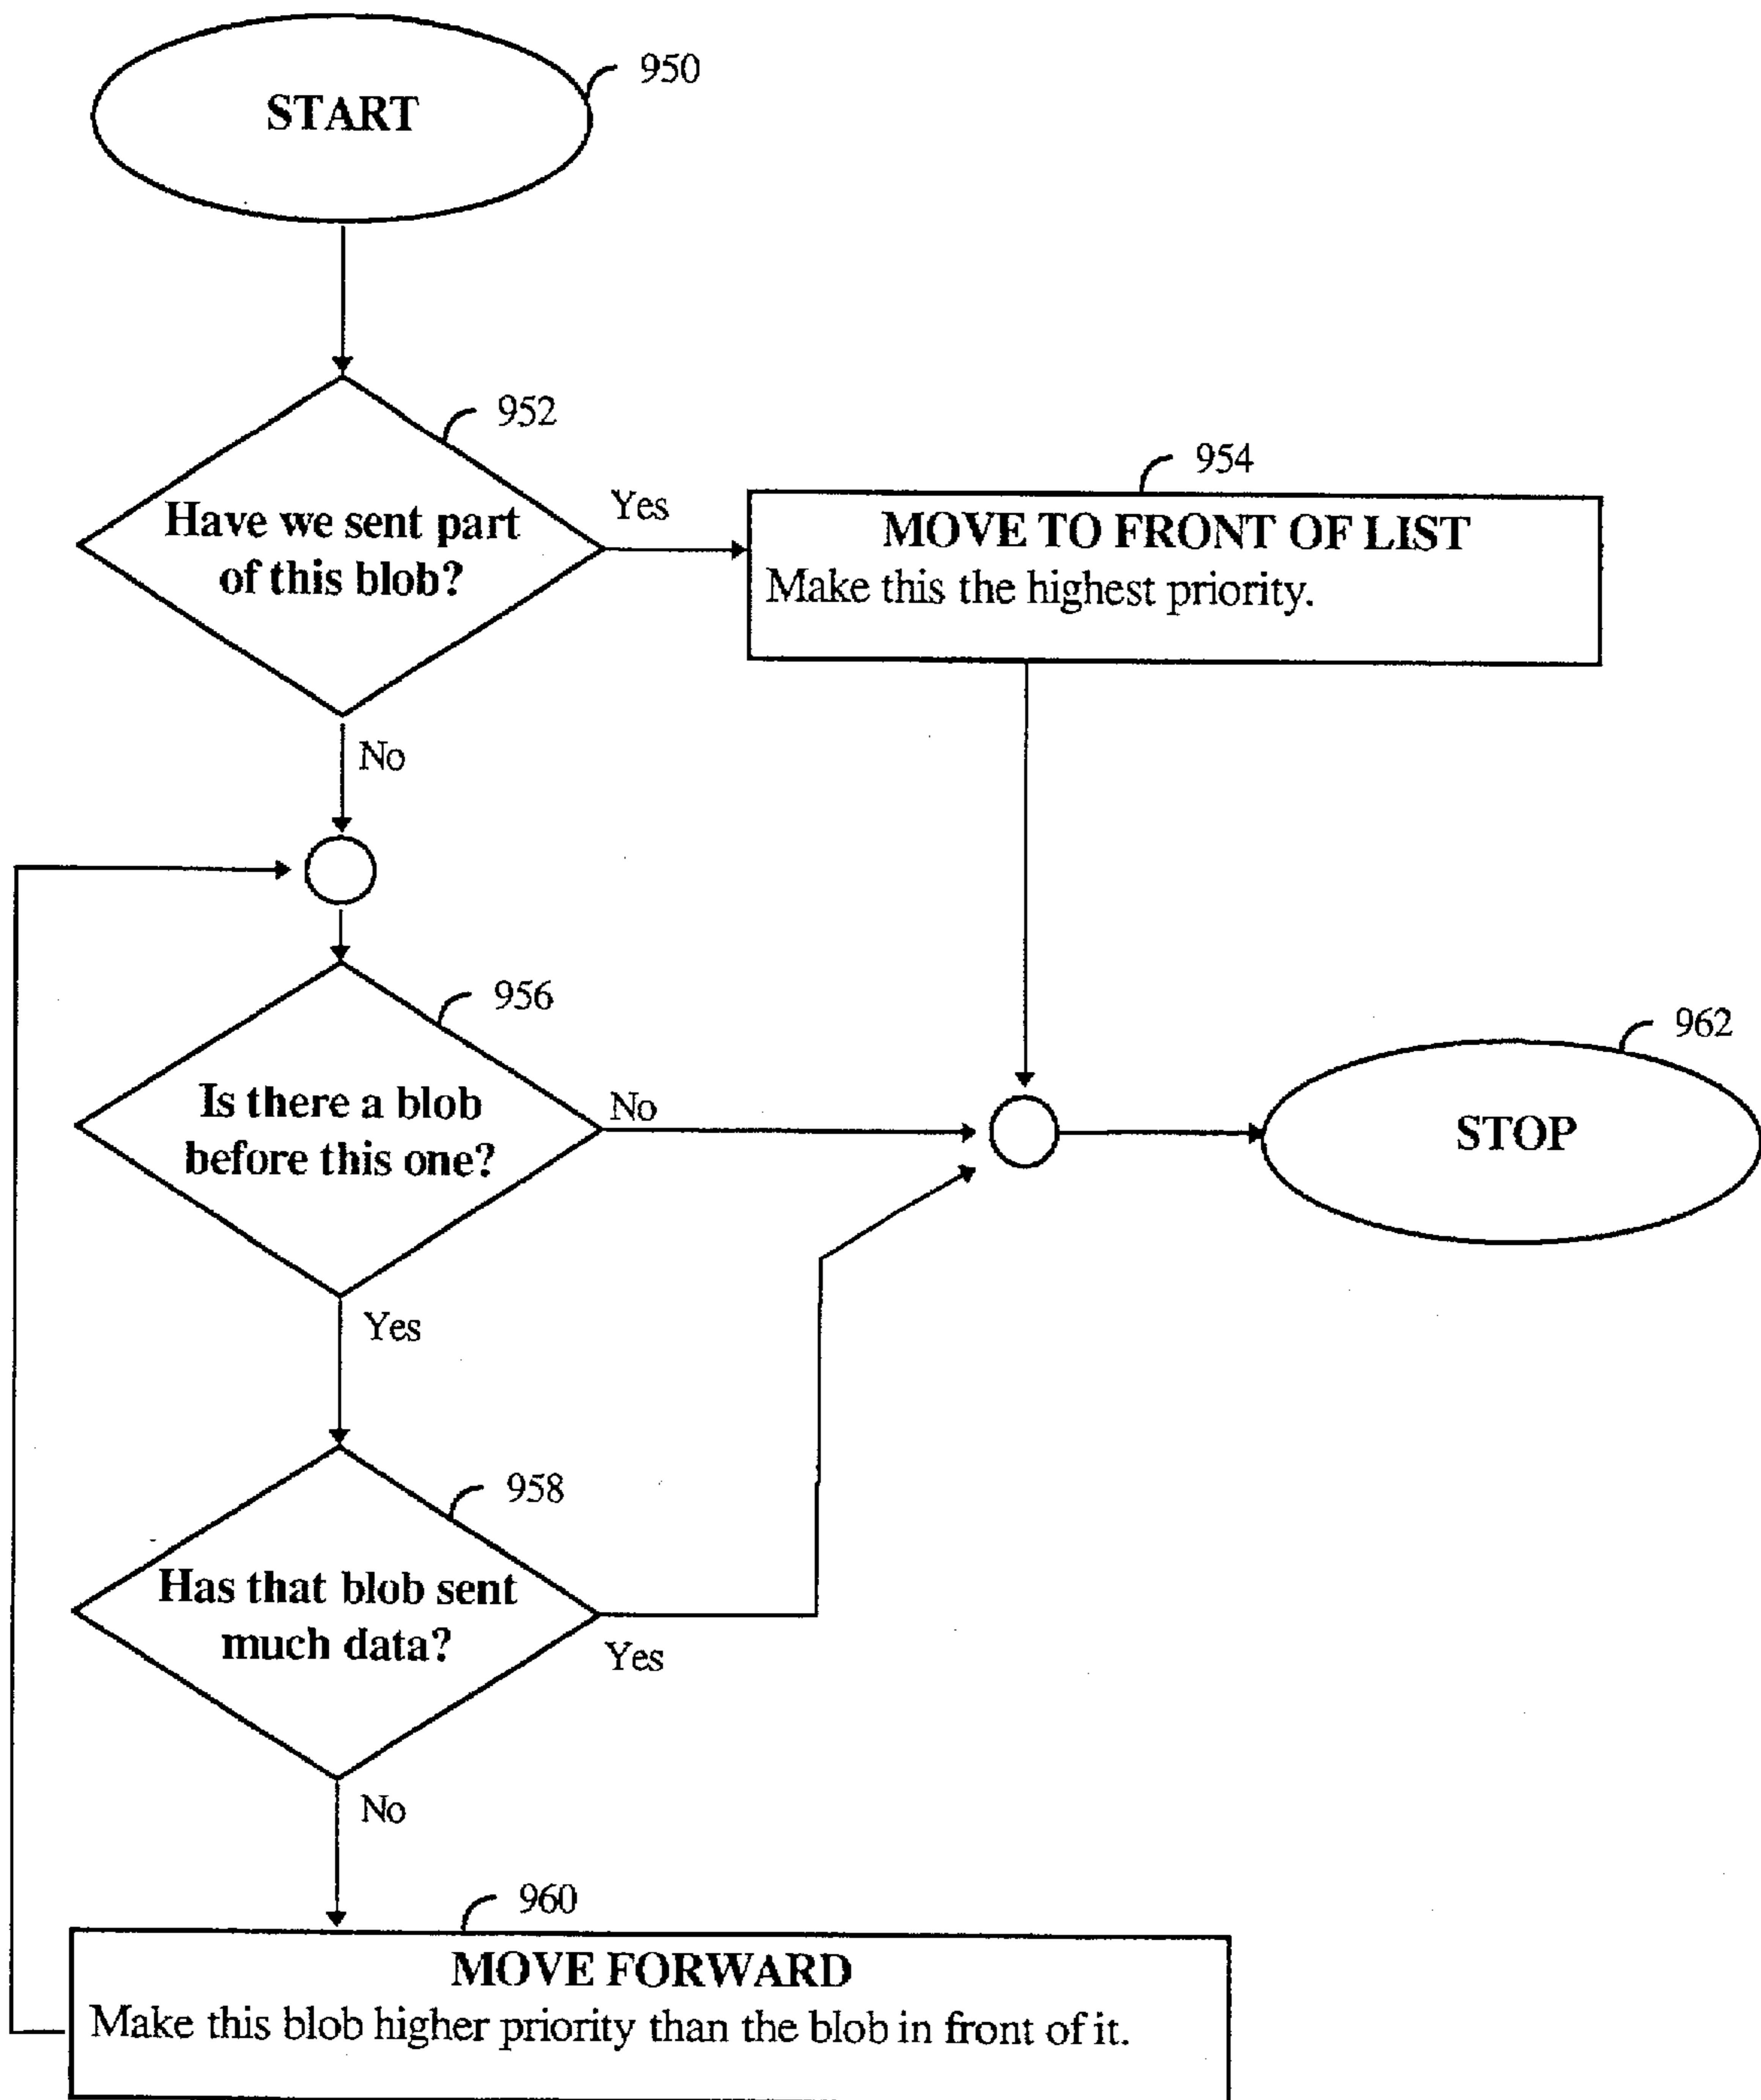 START
950
952
Have we sent part
of this blob?
Yes
954
MOVE TO FRONT OF LIST
Make this the highest priority.
No
956
Is there a blob
before this one?
No
962
STOP
Yes
958
Has that blob sent
much data?
Yes
No
960
MOVE FORWARD
Make this blob higher priority than the blob in front of it.